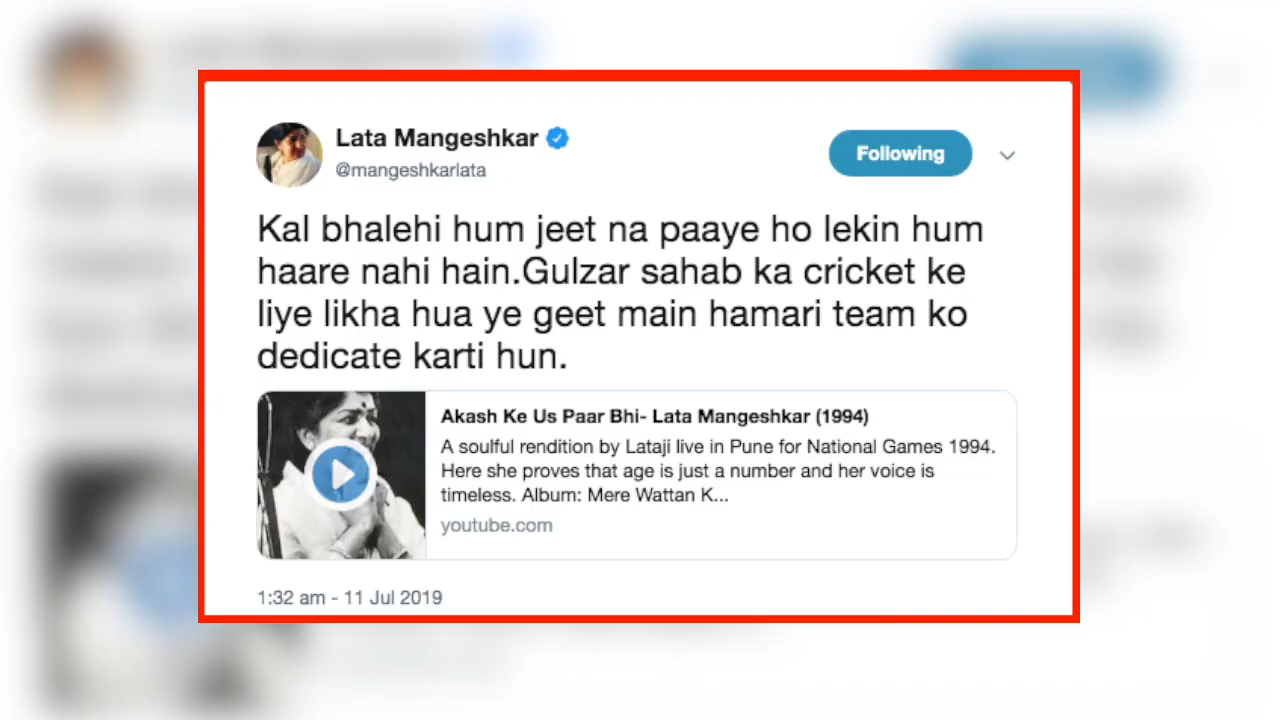 Lata Mangeshkar
@mangeshkarlata
Following
Kal bhalehi hum jeet na paaye ho lekin hum
haare nahi hain.Gulzar sahab ka cricket ke
liye likha hua ye geet main hamari team ko
dedicate karti hun.
Akash Ke Us Paar Bhi- Lata Mangeshkar (1994)
A soulful rendition by Lataji live in Pune for National Games 1994.
Here she proves that age is just a number and her voice is
timeless. Album: Mere Wattan K...
youtube.com
1:32 am - 11 Jul 2019